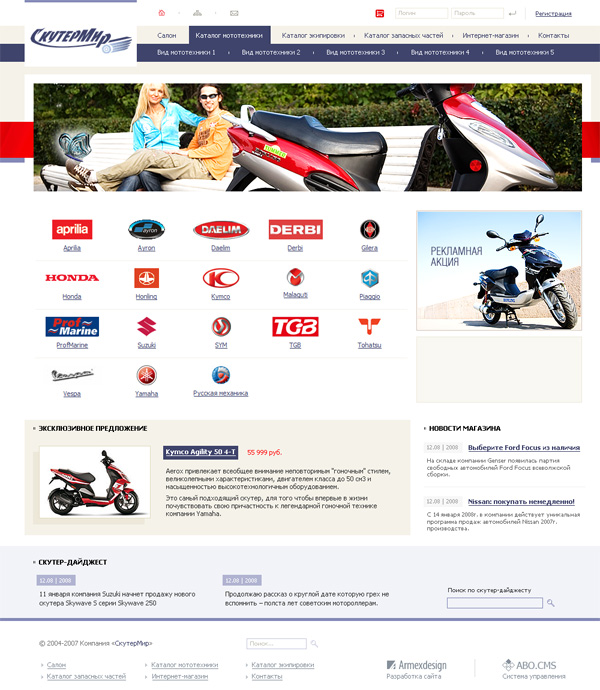 Логин
Пароль
Регистрация
СкутерМир
Салон
Каталог мототехники
Каталог экипировки
Каталог запасных частей
Интернет-магазин
Контакты
Вид мототехники 1
Вид мототехники 2
Вид мототехники 3
Вид мототехники 4
Вид мототехники 5
aprilia
ayron
DAELIM
DERBI
Aprilia
Avron
Daelim
Derbi
Gilera
HONDA
Honda
Honling
Kymco
Malaguti
Piaggio
Prof Marine
TGB
ProfMarine
Suzuki
SYM
TGB
Tohatsu
Vespa
Vespa
Yamaha
Русская механика
РЕКЛАМНАЯ
АКЦИЯ
ЭКСКЛЮЗИВНОЕ ПРЕДЛОЖЕНИЕ
Kymco Agility 50 4-T
55 999 руб.
Aerox привлекает всеобщее внимание неповторимым "гоночным" стилем,
великолепными характеристиками, двигателем класса до 50 см3 и
насыщенностью высокотехнологичным оборудованием.
Это самый подходящий скутер, для того чтобы впервые в жизни
почувствовать свою причастность к легендарной гоночной технике
компании Yamaha.
НОВОСТИ МАГАЗИНА
12.08 | 2008
Выберите Ford Focus из наличия
На складе компании Genser появилась партия
свободных автомобилей Ford Focus всеволжской
сборки.
12.08 | 2008
Nissan: покупать немедленно!
С 14 января 2008г. в компании действует уникальная
программа продаж автомобилей Nissan 2007г.
производства.
СКУТЕР-ДАЙДЖЕСТ
12.08 | 2008
11 января компания Suzuki начнет продажу нового
скутера Skywave S серии Skywave 250
12.08 | 2008
Продолжаю рассказ о круглой дате которую грех не
вспомнить – полста лет советским мотороллерам.
Поиск по скутер-дайджесту
© 2004-2007 Компания «СкутерМир»
Поиск...
Салон
Каталог мототехники
Каталог экипировки
Каталог запасных частей
Интернет-магазин
Контакты
Armexdesign
Разработка сайта
ABO.CMS
Система управления